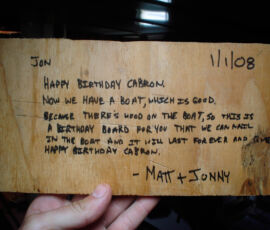 JON 1/1/08
HAPPY BIRTHDAY CABRON.
NOW WE HAVE A BOAT, WHICH IS GOOD.
BECAUSE THERE'S WOOD ON THE BOAT, SO THIS IS
A BIRTHDAY BOARD FOR YOU THAT WE CAN NAIL
IN THE BOAT AND IT WILL LAST FOREVER AND
HAPPY BIRTHDAY CABRON.
- MATT + JONNY